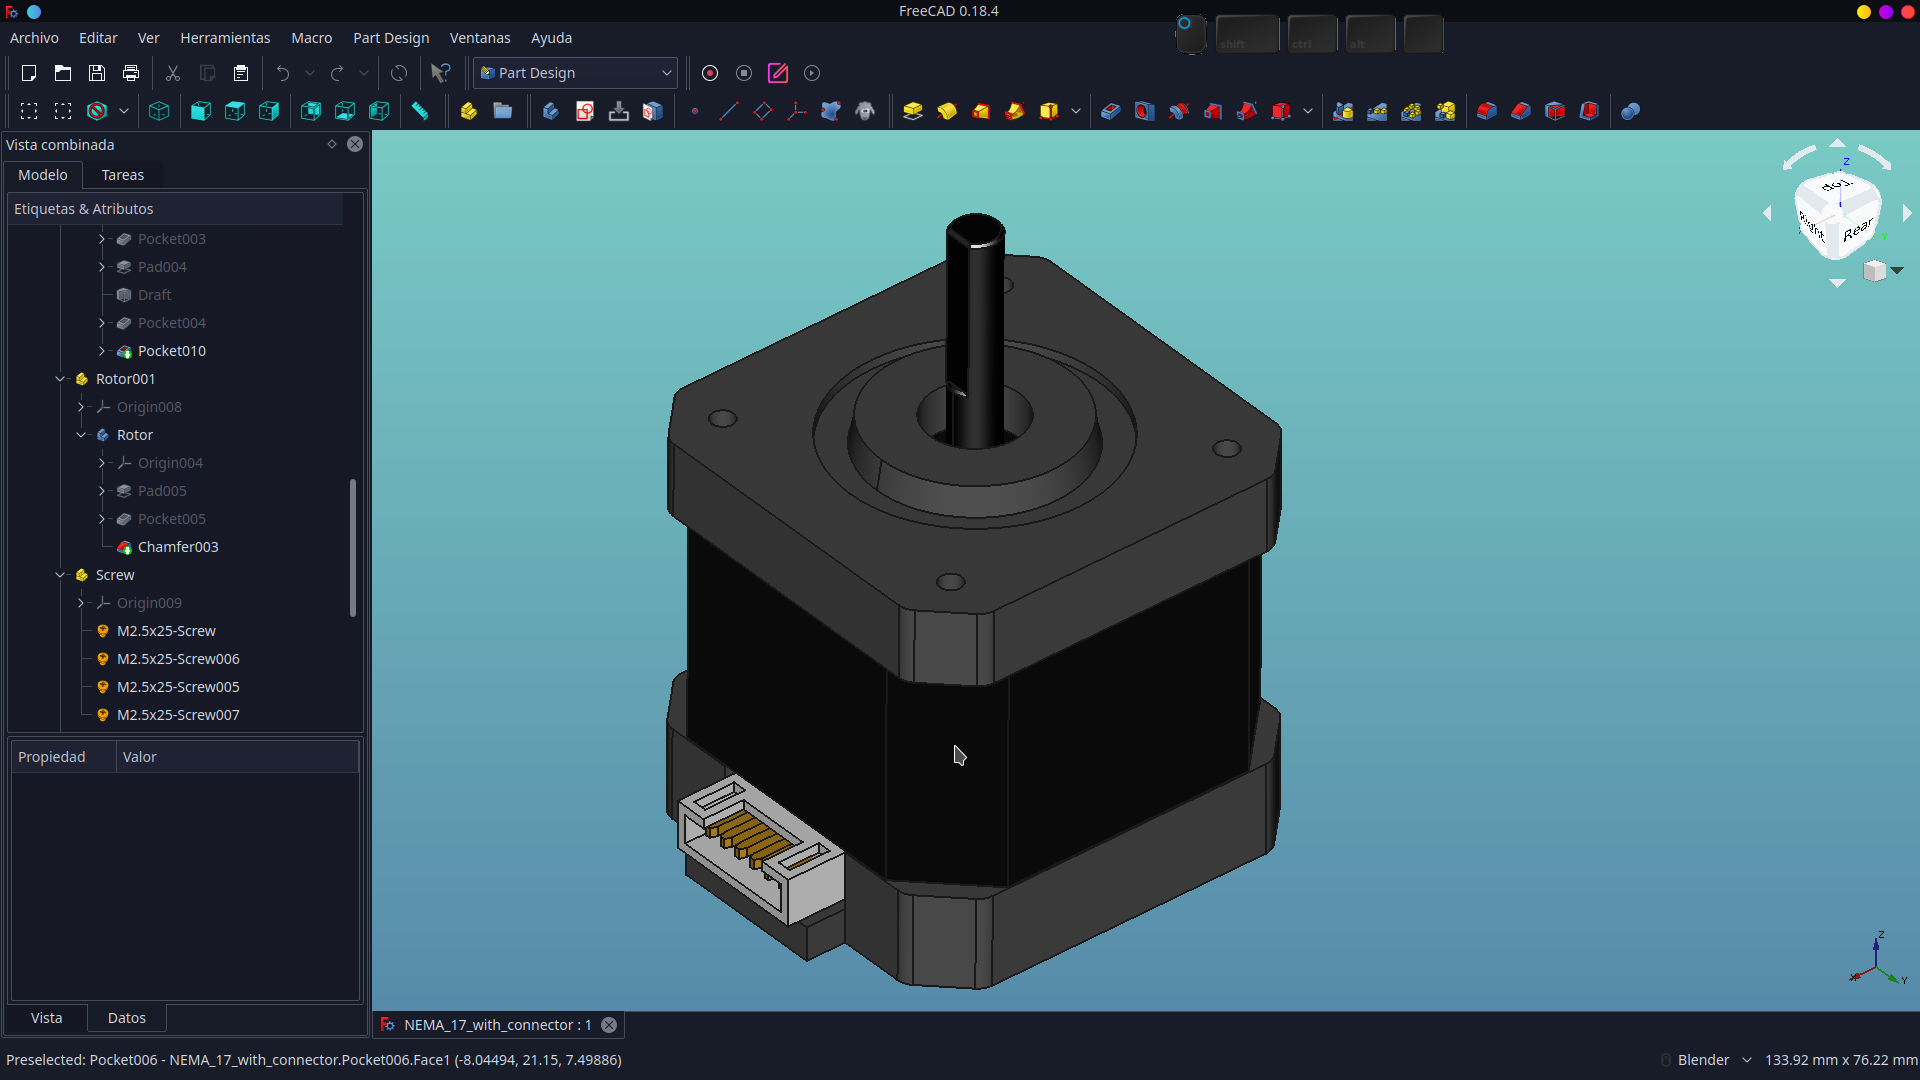 FreeCAD 0.18.4
Archivo Editar Ver Herramientas Macro Part Design Ventanas Ayuda
shift ctrl alt
Part Design
Vista combinada
Modelo Tareas
Etiquetas & Atributos
Pocket003
Pad004
Draft
Pocket004
Pocket010
Rotor001
Origin008
Rotor
Origin004
Pad005
Pocket005
Chamfer003
Screw
Origin009
M2.5x25-Screw
M2.5x25-Screw006
M2.5x25-Screw005
M2.5x25-Screw007
Propiedad Valor
Vista Datos
Z
Top
Right Rear
Y
Z
X Y
NEMA_17_with_connector : 1
Preselected: Pocket006 - NEMA_17_with_connector.Pocket006.Face1 (-8.04494, 21.15, 7.49886)
Blender 133.92 mm x 76.22 mm